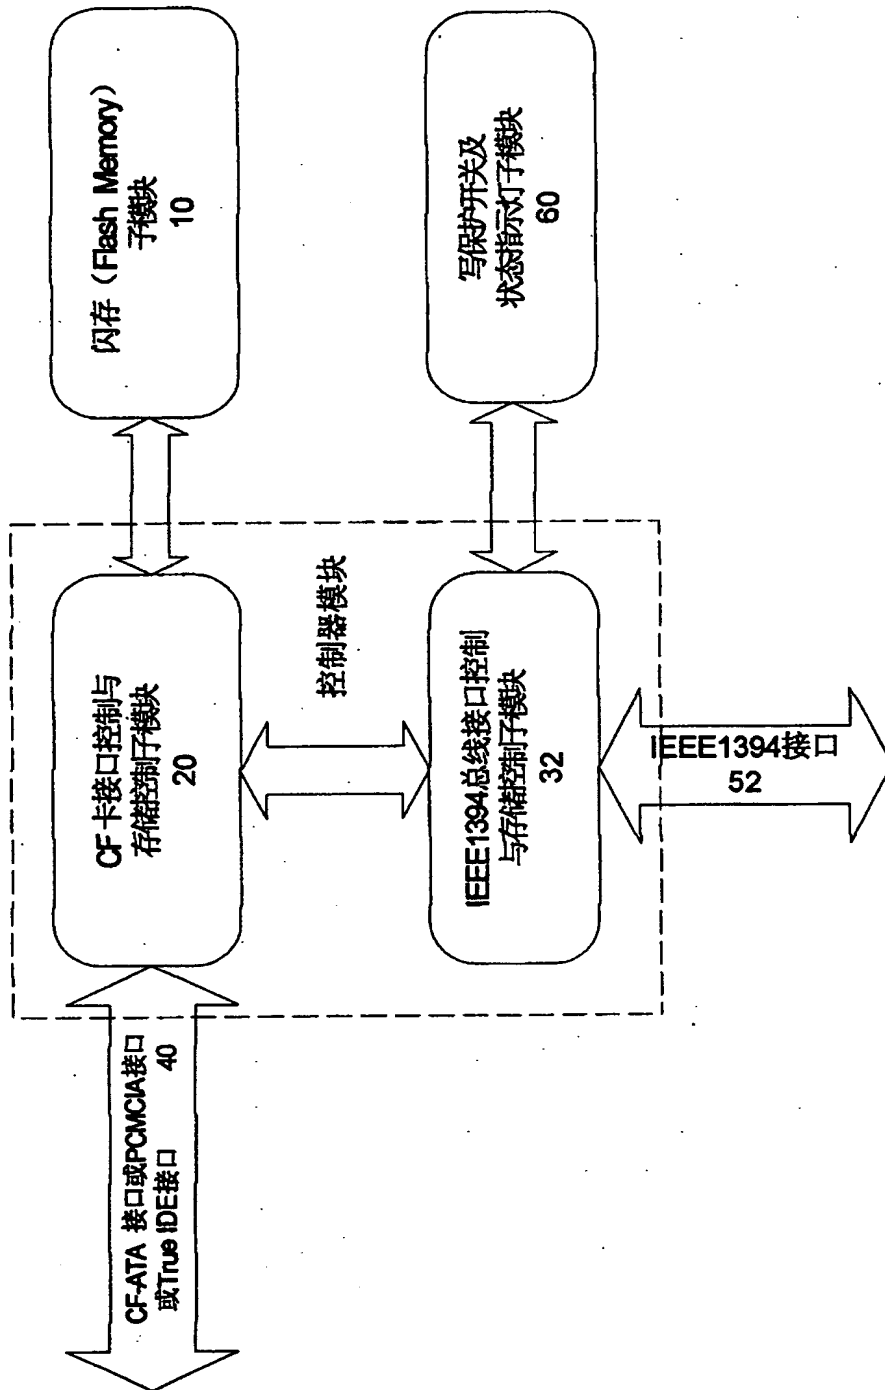 闪存（Flash Memory）
子模块
10
写保护开关及
状态指示灯子模块
60
CF 卡接口控制与
存储控制子模块
20
控制器模块
IEEE1394总线接口控制
与存储控制子模块
32
CF-ATA 接口或PCMCIA接口
或True IDE接口 40
IEEE1394接口
52